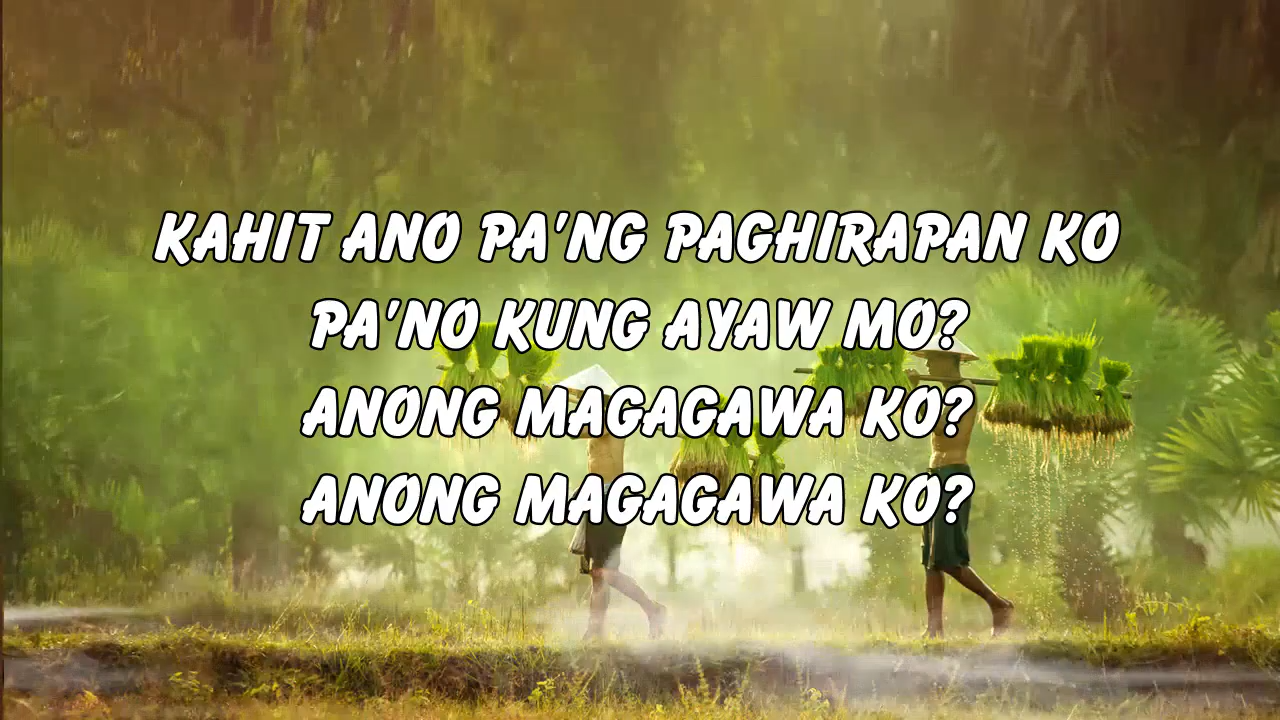 KAHIT ANO PA'NG PAGHIRAPAN KO
PA'NO KUNG AYAW MO?
ANONG MAGAGAWA KO?
ANONG MAGAGAWA KO?